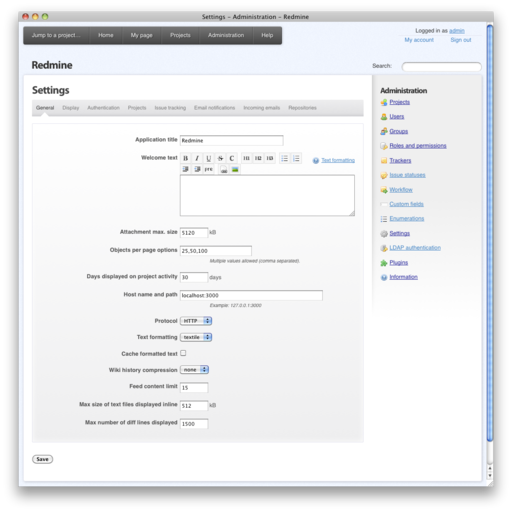 Settings – Administration – Redmine
Jump to a project... Home My page Projects Administration Help
Logged in as admin
My account Sign out
Redmine
Search:
Settings
General Display Authentication Projects Issue tracking Email notifications Incoming emails Repositories
Application title Redmine
Welcome text B I U S C H1 H2 H3 Text formatting
pre
Attachment max. size 5120 kB
Objects per page options 25,50,100
Multiple values allowed (comma separated).
Days displayed on project activity 30 days
Host name and path localhost:3000
Example: 127.0.0.1:3000
Protocol HTTP
Text formatting textile
Cache formatted text
Wiki history compression none
Feed content limit 15
Max size of text files displayed inline 512 kB
Max number of diff lines displayed 1500
Save
Administration
Projects
Users
Groups
Roles and permissions
Trackers
Issue statuses
Workflow
Custom fields
Enumerations
Settings
LDAP authentication
Plugins
Information